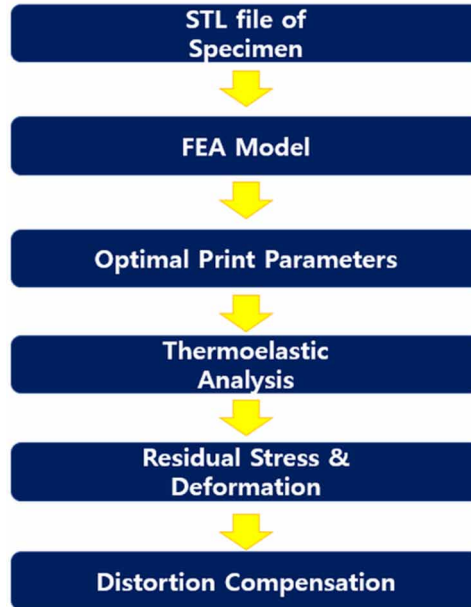 STL file of
Specimen
FEA Model
Optimal Print Parameters
Thermoelastic
Analysis
Residual Stress &
Deformation
Distortion Compensation